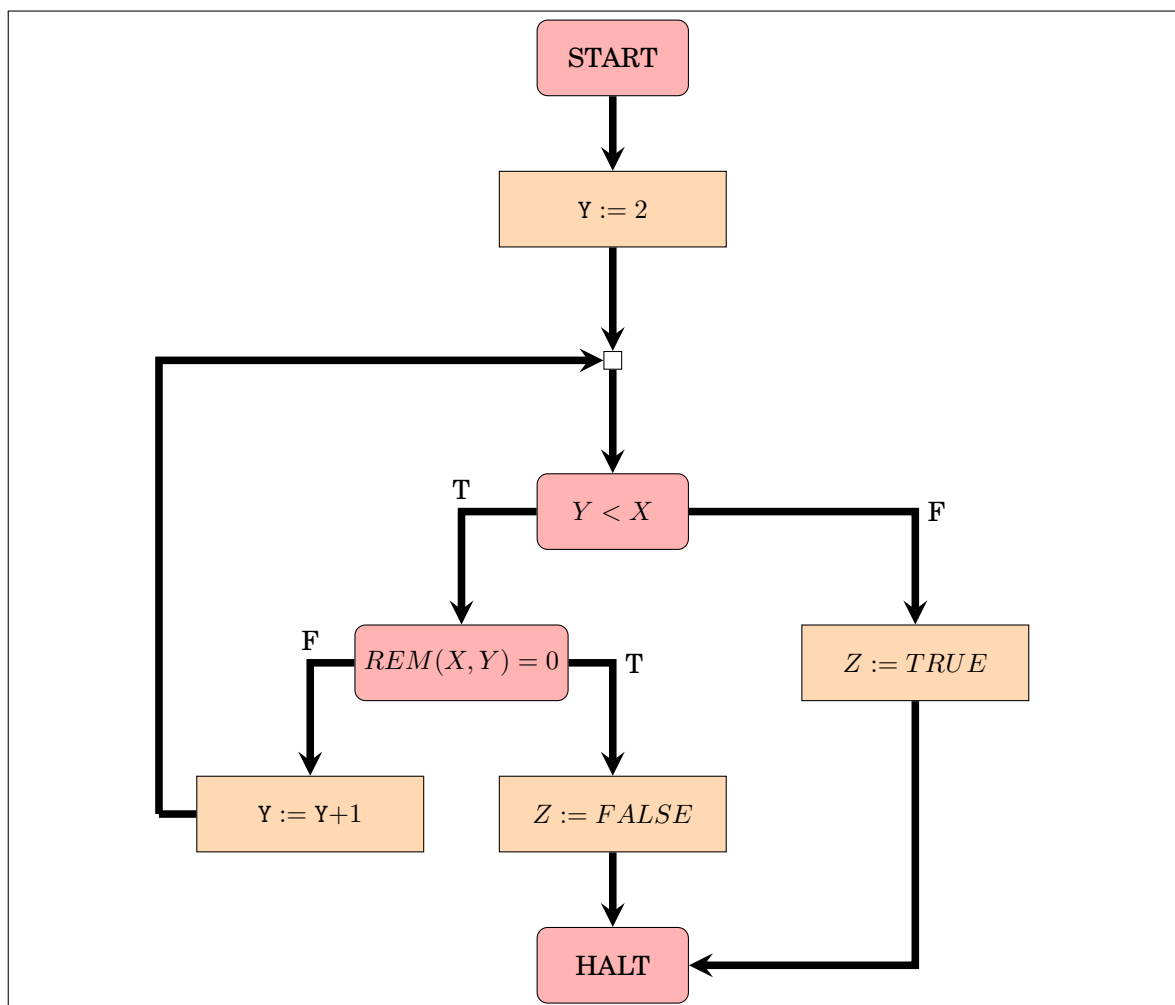 START
Y := 2
Y < X
T
F
REM(X, Y) = 0
F
T
Z := TRUE
Y := Y+1
Z := FALSE
HALT